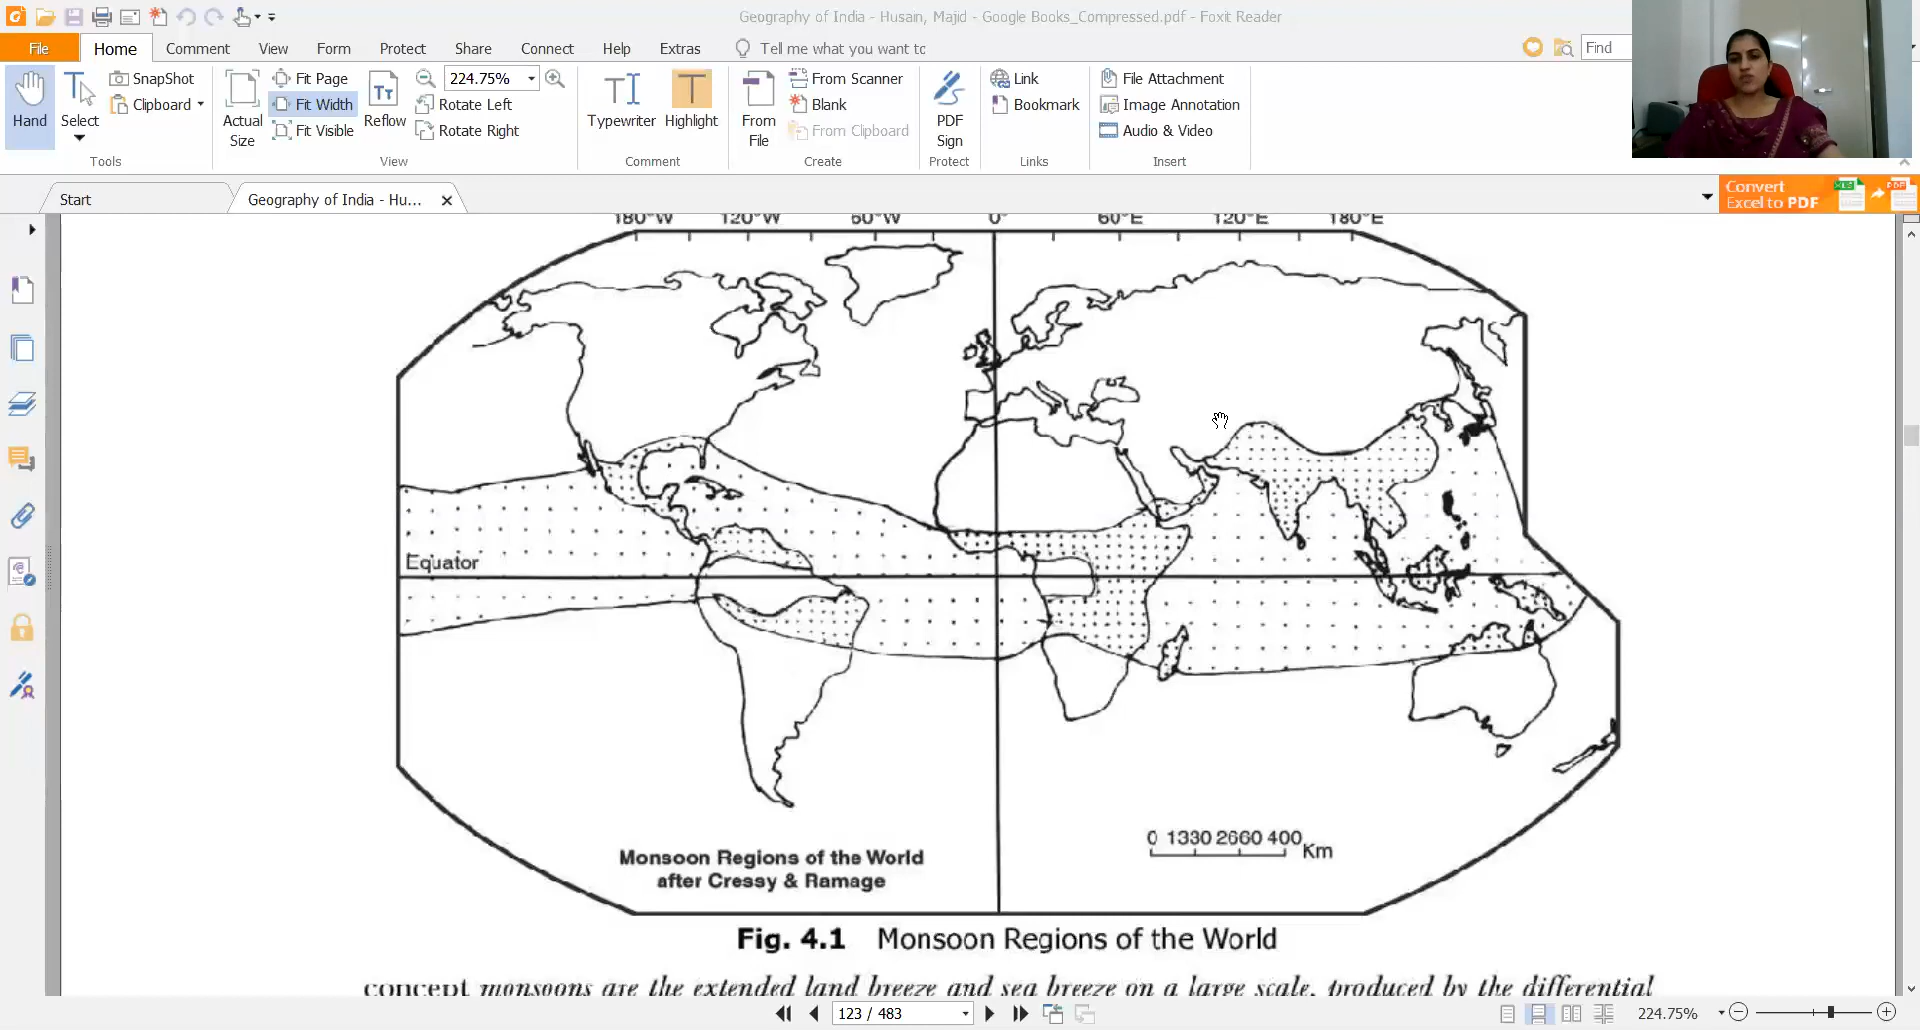 Geography of India - Husain, Majid - Google Books_Compressed.pdf - Foxit Reader
File Home Comment View Form Protect Share Connect Help Extras Tell me what you want to Find
Hand
Select
SnapShot
Clipboard
Tools
Actual Size
Fit Page
Fit Width
Fit Visible
Reflow
224.75%
Rotate Left
Rotate Right
View
Typewriter
Highlight
Comment
From File
From Scanner
Blank
From Clipboard
Create
PDF Sign
Protect
Link
Bookmark
Links
File Attachment
Image Annotation
Audio & Video
Insert
Start
Geography of India - Hu...
Convert
Excel to PDF
180°W 120°W 60°W 0° 60°E 120°E 180°E
Equator
Monsoon Regions of the World
after Cressy & Ramage
0 1330 2660 400 Km
Fig. 4.1 Monsoon Regions of the World
concept monsoons are the extended land breeze and sea breeze on a large scale, produced by the differential
123 / 483
224.75%